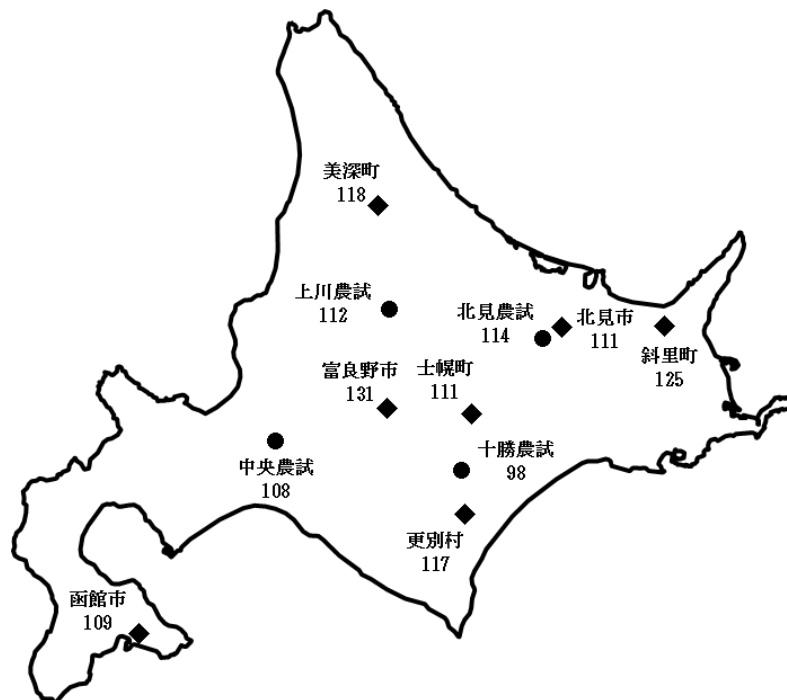 美深町
118
上川農試
112
北見農試
114
北見市
111
斜里町
125
富良野市
131
士幌町
111
中央農試
108
十勝農試
98
更別村
117
函館市
109